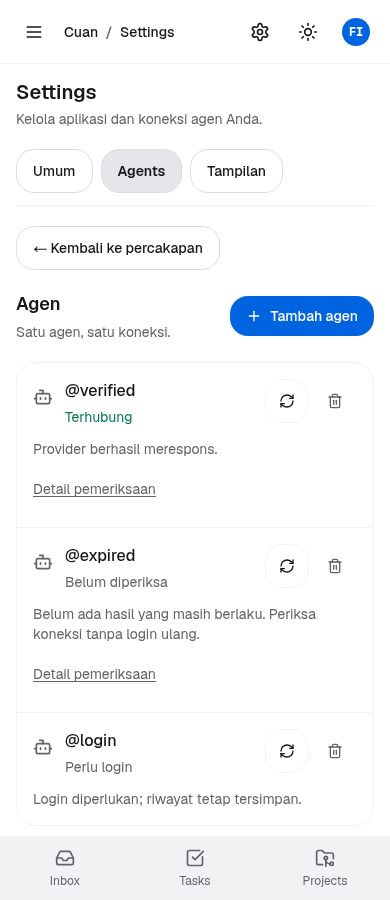 Cuan / Settings
FI
Settings
Kelola aplikasi dan koneksi agen Anda.
Umum
Agents
Tampilan
← Kembali ke percakapan
Agen
Satu agen, satu koneksi.
+ Tambah agen
@verified
Terhubung
Provider berhasil merespons.
Detail pemeriksaan
@expired
Belum diperiksa
Belum ada hasil yang masih berlaku. Periksa
koneksi tanpa login ulang.
Detail pemeriksaan
@login
Perlu login
Login diperlukan; riwayat tetap tersimpan.
Inbox
Tasks
Projects